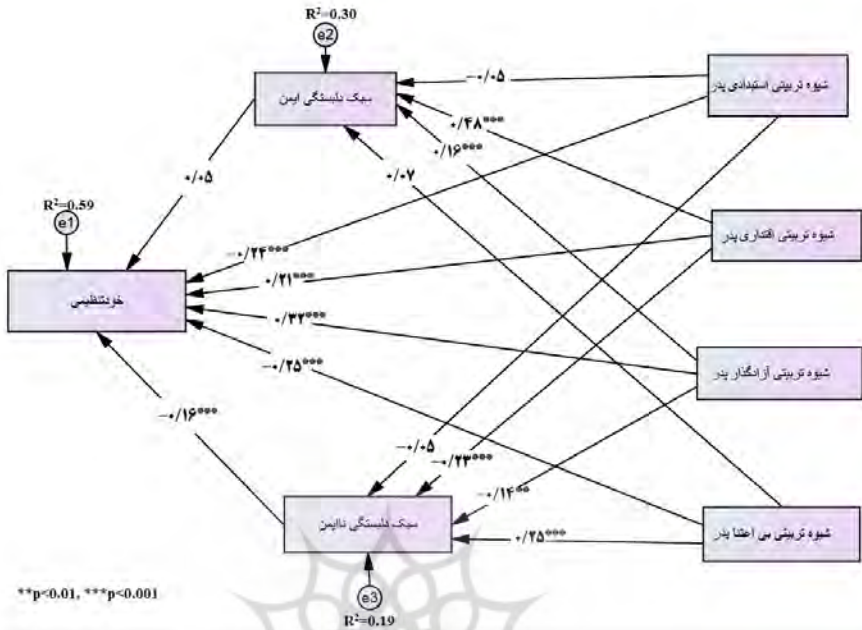 R²=0.30
e2
سبک دلبستگی ایمن
شیوه تربیتی استبدادی پدر
−۰/۰۵
۰/۴۸***
۰/۱۶***
۰/۰۷
۰/۰۵
R²=0.59
e1
خودتنظیمی
−۰/۲۴***
۰/۲۱***
۰/۳۲***
−۰/۲۵***
شیوه تربیتی اقتداری پدر
شیوه تربیتی آزادگذار پدر
−۰/۱۶***
−۰/۰۵
−۰/۲۳***
−۰/۱۴**
۰/۲۵***
سبک دلبستگی ناایمن
شیوه تربیتی بی اعتنا پدر
e3
R²=0.19
**p<0.01, ***p<0.001